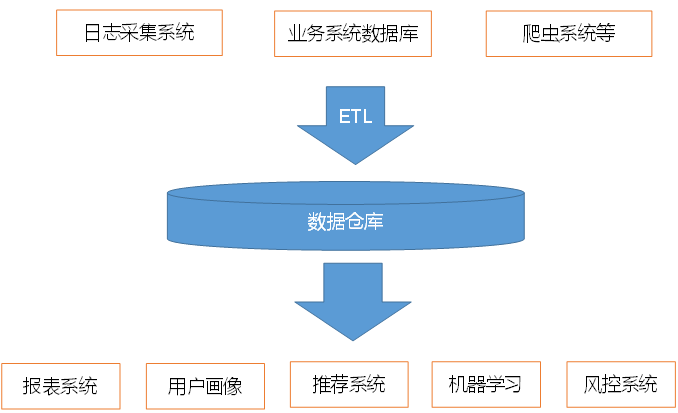 日志采集系统
业务系统数据库
爬虫系统等
ETL
数据仓库
报表系统
用户画像
推荐系统
机器学习
风控系统